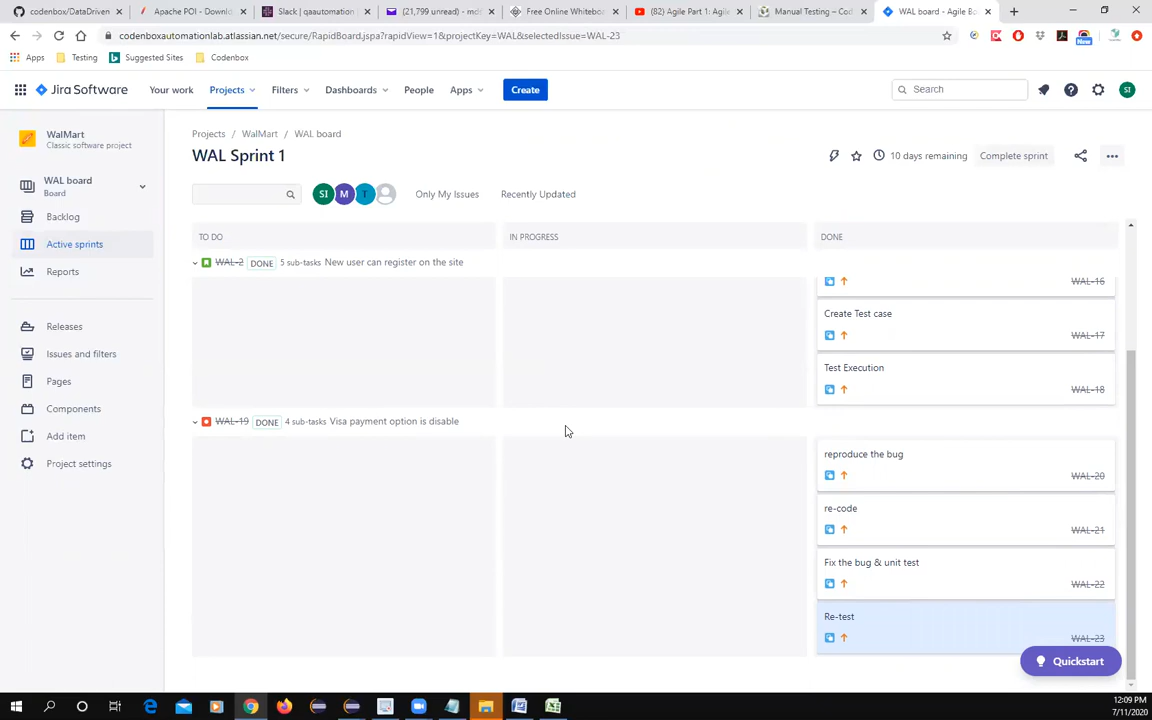 codenbox/DataDriven
Apache POI - Downl
Slack | qaautomation
(21,799 unread) - mdf
Free Online Whiteboa
(82) Agile Part 1: Agile
Manual Testing – Cod
WAL board - Agile Bo
codenboxautomationlab.atlassian.net/secure/RapidBoard.jspa?rapidView=1&projectKey=WAL&selectedIssue=WAL-23
Apps
Testing
Suggested Sites
Codenbox
Jira Software
Your work
Projects
Filters
Dashboards
People
Apps
Create
Search
SI
WalMart
Classic software project
Projects / WalMart / WAL board
WAL Sprint 1
10 days remaining
Complete sprint
WAL board
Board
SI M T
Only My Issues
Recently Updated
Backlog
Active sprints
Reports
Releases
Issues and filters
Pages
Components
Add item
Project settings
TO DO
IN PROGRESS
DONE
WAL-2 DONE 5 sub-tasks New user can register on the site
WAL-16
Create Test case
WAL-17
Test Execution
WAL-18
WAL-19 DONE 4 sub-tasks Visa payment option is disable
reproduce the bug
WAL-20
re-code
WAL-21
Fix the bug & unit test
WAL-22
Re-test
WAL-23
Quickstart
12:09 PM
7/11/2020